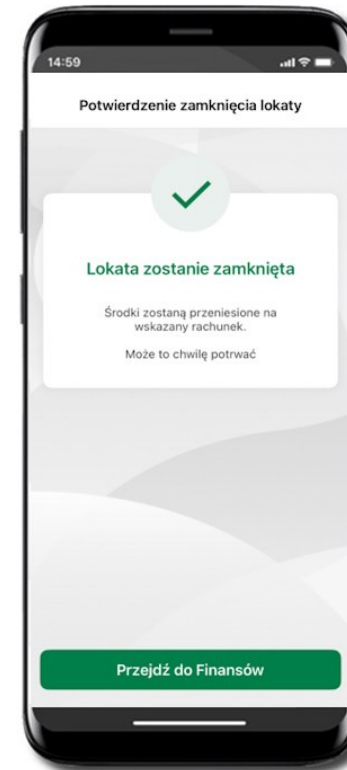 14:59
Potwierdzenie zamknięcia lokaty
Lokata zostanie zamknięta
Środki zostaną przeniesione na
wskazany rachunek.
Może to chwilę potrwać
Przejdź do Finansów